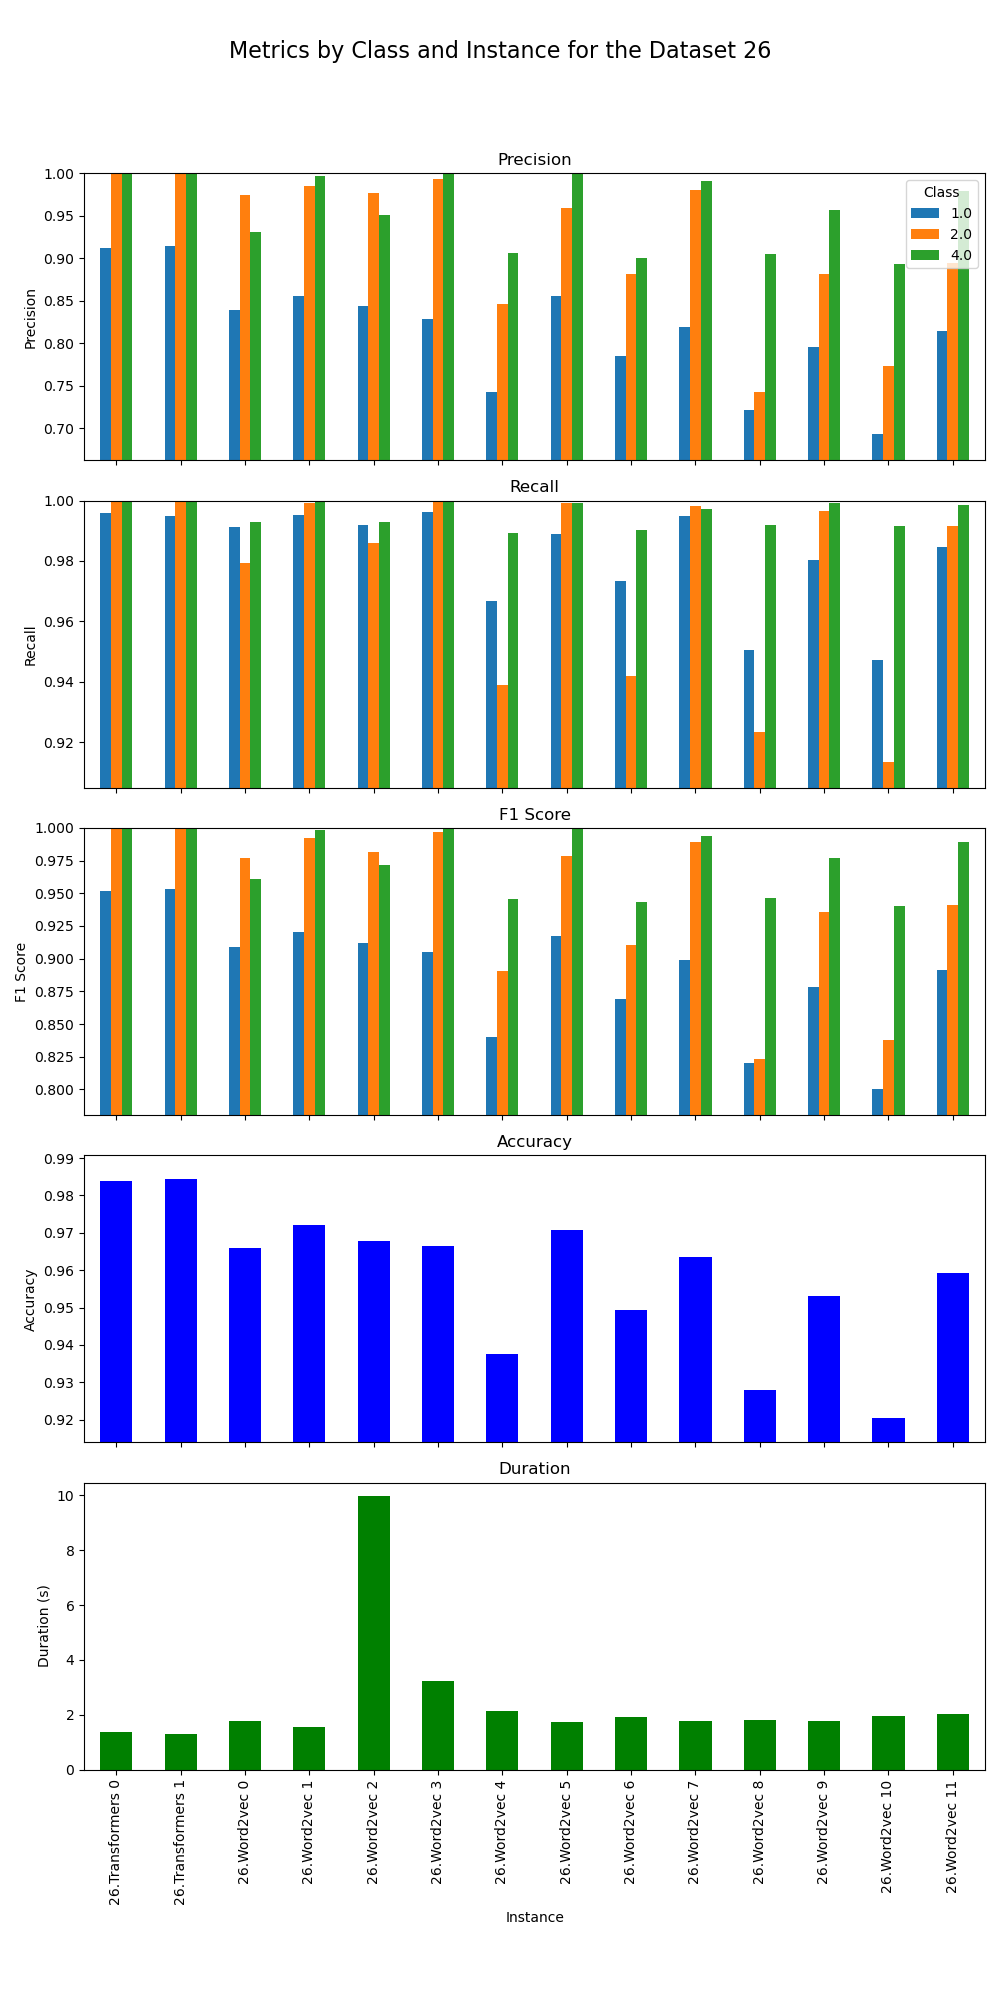 Metrics by Class and Instance for the Dataset 26
Precision
1.00
0.95
0.90
0.85
0.80
0.75
0.70
Precision
Class
1.0
2.0
4.0
Recall
1.00
0.98
0.96
0.94
0.92
Recall
F1 Score
1.000
0.975
0.950
0.925
0.900
0.875
0.850
0.825
0.800
F1 Score
Accuracy
0.99
0.98
0.97
0.96
0.95
0.94
0.93
0.92
Accuracy
Duration
10
8
6
4
2
0
Duration (s)
26.Transformers 0
26.Transformers 1
26.Word2vec 0
26.Word2vec 1
26.Word2vec 2
26.Word2vec 3
26.Word2vec 4
26.Word2vec 5
26.Word2vec 6
26.Word2vec 7
26.Word2vec 8
26.Word2vec 9
26.Word2vec 10
26.Word2vec 11
Instance